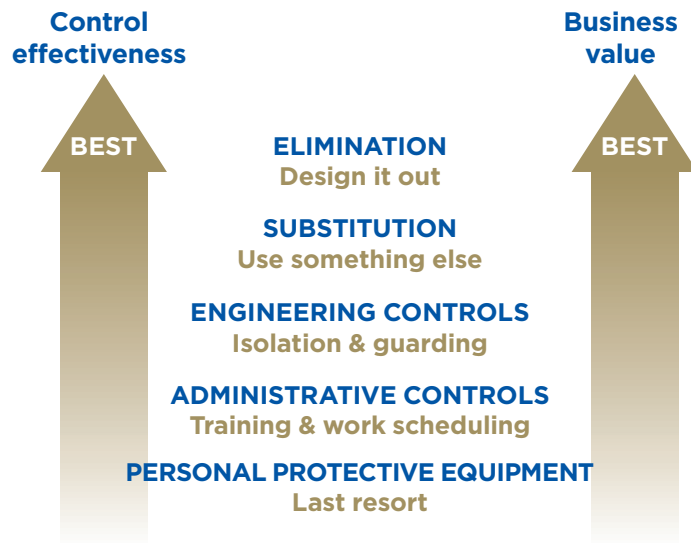 Control
effectiveness
Business
value
BEST
BEST
ELIMINATION
Design it out
SUBSTITUTION
Use something else
ENGINEERING CONTROLS
Isolation & guarding
ADMINISTRATIVE CONTROLS
Training & work scheduling
PERSONAL PROTECTIVE EQUIPMENT
Last resort